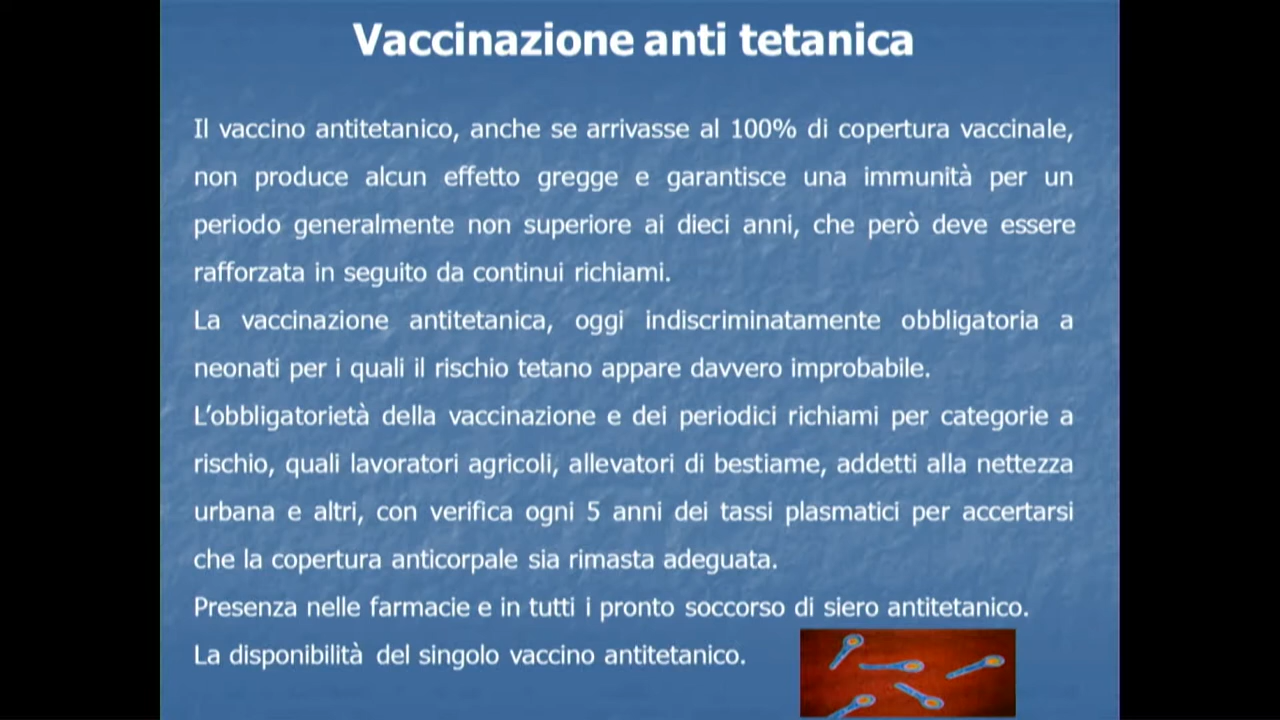 Vaccinazione anti tetanica
Il vaccino antitetanico, anche se arrivasse al 100% di copertura vaccinale,
non produce alcun effetto gregge e garantisce una immunità per un
periodo generalmente non superiore ai dieci anni, che però deve essere
rafforzata in seguito da continui richiami.
La vaccinazione antitetanica, oggi indiscriminatamente obbligatoria a
neonati per i quali il rischio tetano appare davvero improbabile.
L'obbligatorietà della vaccinazione e dei periodici richiami per categorie a
rischio, quali lavoratori agricoli, allevatori di bestiame, addetti alla nettezza
urbana e altri, con verifica ogni 5 anni dei tassi plasmatici per accertarsi
che la copertura anticorpale sia rimasta adeguata.
Presenza nelle farmacie e in tutti i pronto soccorso di siero antitetanico.
La disponibilità del singolo vaccino antitetanico.